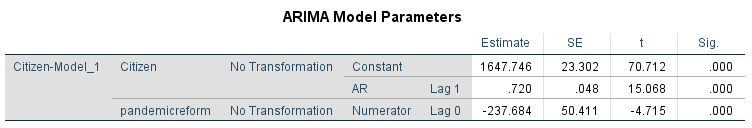 ARIMA Model Parameters
Estimate SE t Sig.
Citizen-Model_1 Citizen No Transformation Constant 1647.746 23.302 70.712 .000
AR Lag 1 .720 .048 15.068 .000
pandemicreform No Transformation Numerator Lag 0 -237.684 50.411 -4.715 .000